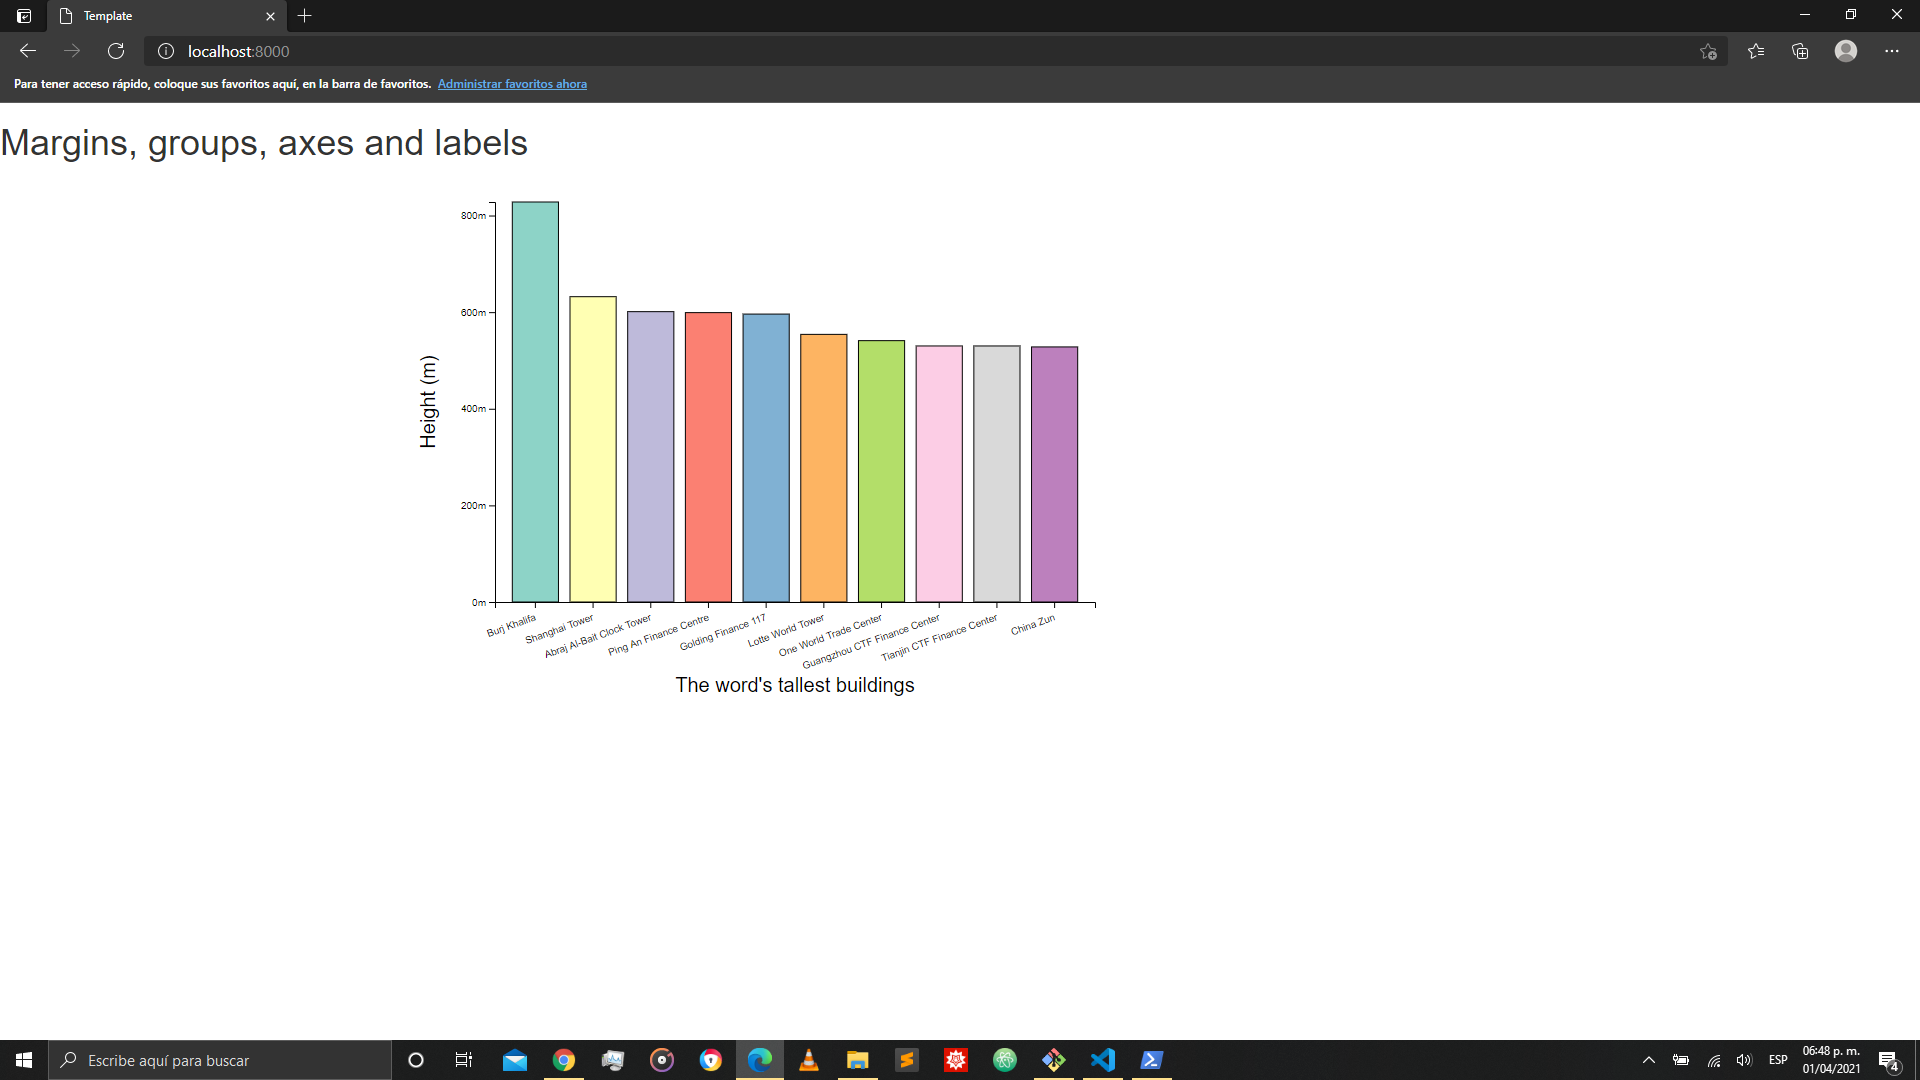 Template
localhost:8000
Para tener acceso rápido, coloque sus favoritos aquí, en la barra de favoritos. Administrar favoritos ahora
Margins, groups, axes and labels
800m
600m
400m
200m
0m
Height (m)
Burj Khalifa
Shanghai Tower
Abraj Al-Bait Clock Tower
Ping An Finance Centre
Golding Finance 117
Lotte World Tower
One World Trade Center
Guangzhou CTF Finance Center
Tianjin CTF Finance Center
China Zun
The word's tallest buildings
Escribe aquí para buscar
ESP
06:48 p. m.
01/04/2021
4